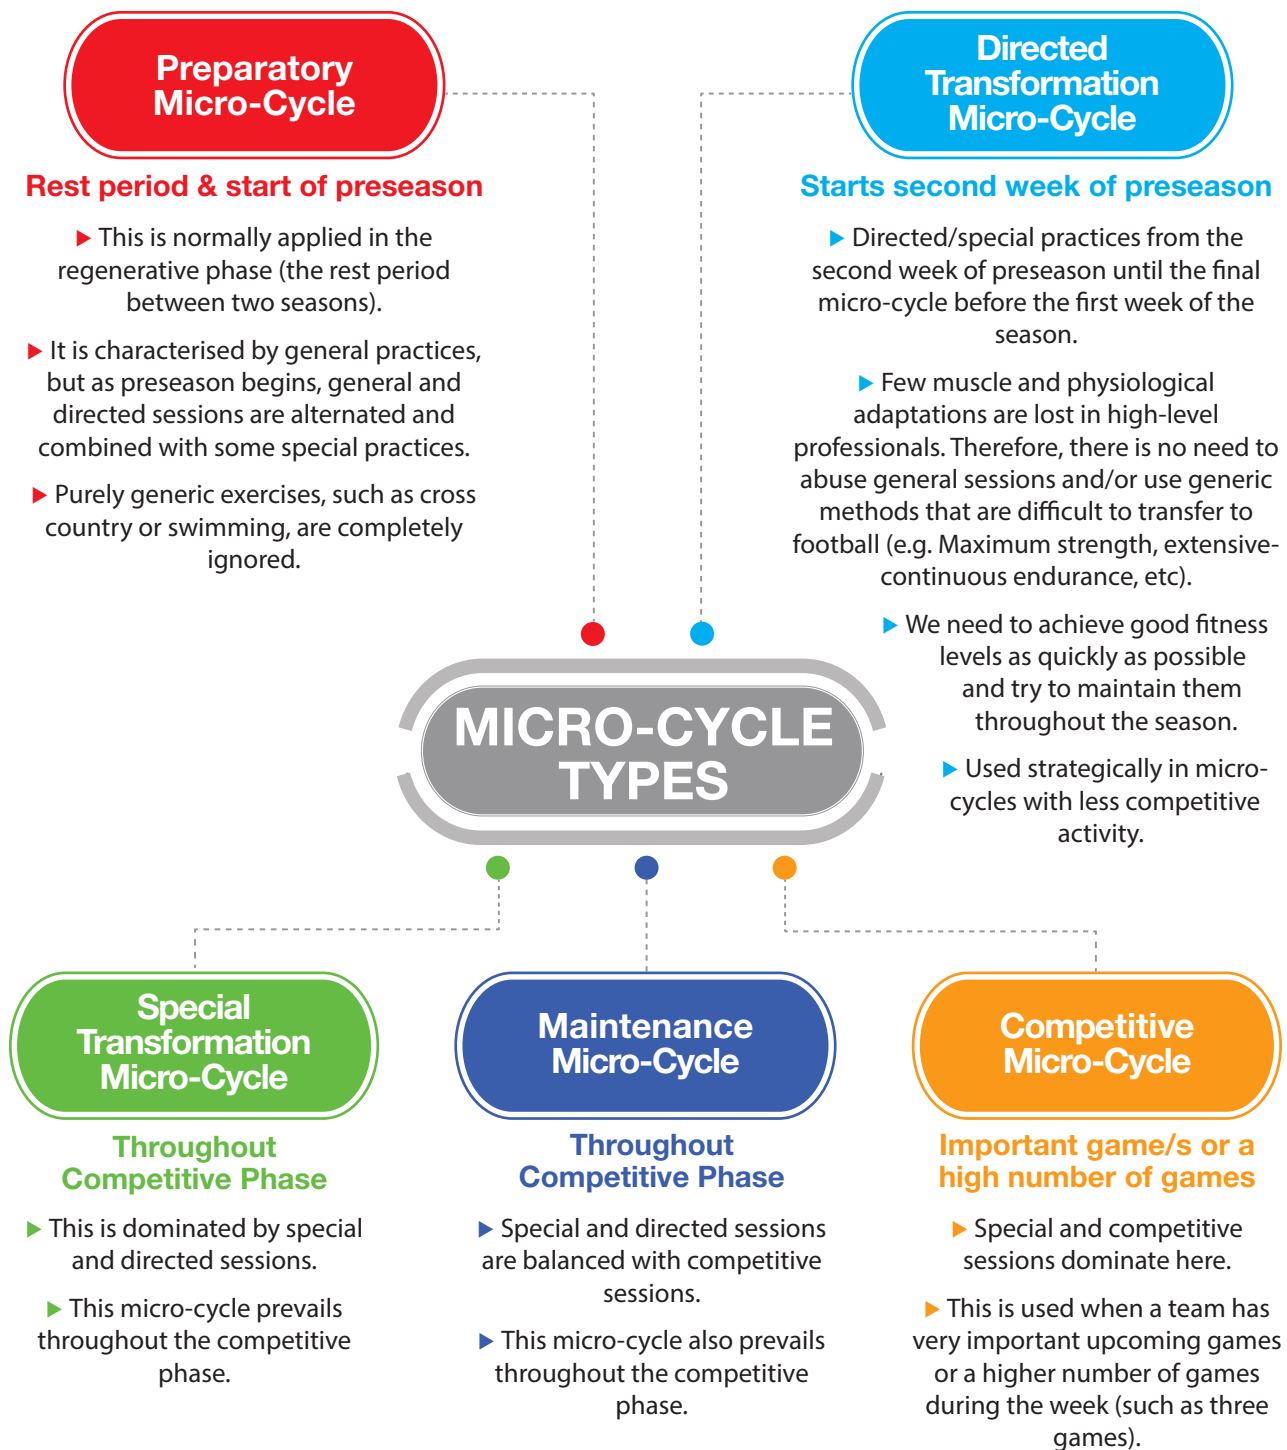 Preparatory
Micro-Cycle
Rest period & start of preseason
▶ This is normally applied in the
regenerative phase (the rest period
between two seasons).
▶ It is characterised by general practices,
but as preseason begins, general and
directed sessions are alternated and
combined with some special practices.
▶ Purely generic exercises, such as cross
country or swimming, are completely
ignored.
Directed
Transformation
Micro-Cycle
Starts second week of preseason
▶ Directed/special practices from the
second week of preseason until the final
micro-cycle before the first week of the
season.
▶ Few muscle and physiological
adaptations are lost in high-level
professionals. Therefore, there is no need to
abuse general sessions and/or use generic
methods that are difficult to transfer to
football (e.g. Maximum strength, extensive-
continuous endurance, etc).
▶ We need to achieve good fitness
levels as quickly as possible
and try to maintain them
throughout the season.
▶ Used strategically in micro-
cycles with less competitive
activity.
MICRO-CYCLE
TYPES
Special
Transformation
Micro-Cycle
Throughout
Competitive Phase
▶ This is dominated by special
and directed sessions.
▶ This micro-cycle prevails
throughout the competitive
phase.
Maintenance
Micro-Cycle
Throughout
Competitive Phase
▶ Special and directed sessions
are balanced with competitive
sessions.
▶ This micro-cycle also prevails
throughout the competitive
phase.
Competitive
Micro-Cycle
Important game/s or a
high number of games
▶ Special and competitive
sessions dominate here.
▶ This is used when a team has
very important upcoming games
or a higher number of games
during the week (such as three
games).